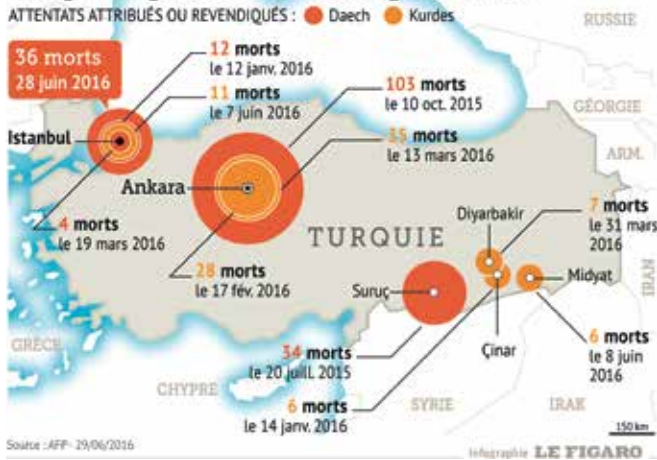 ATTENTATS ATTRIBUÉS OU REVENDIQUÉS : Daech Kurdes
RUSSIE
36 morts
28 juin 2016
12 morts
le 12 janv. 2016
11 morts
le 7 juin 2016
103 morts
le 10 oct. 2015
35 morts
le 13 mars 2016
GÉORGIE
ARM.
Istanbul
Ankara
4 morts
le 19 mars 2016
28 morts
le 17 fév. 2016
TURQUIE
Diyarbakir
7 morts
le 31 mars
2016
Suruç
Midyat
Çinar
IRAN
GRÈCE
34 morts
le 20 juill. 2015
6 morts
le 8 juin
2016
CHYPRE
6 morts
le 14 janv. 2016
SYRIE
IRAK
150 km
Source : AFP - 29/06/2016
Infographie LE FIGARO